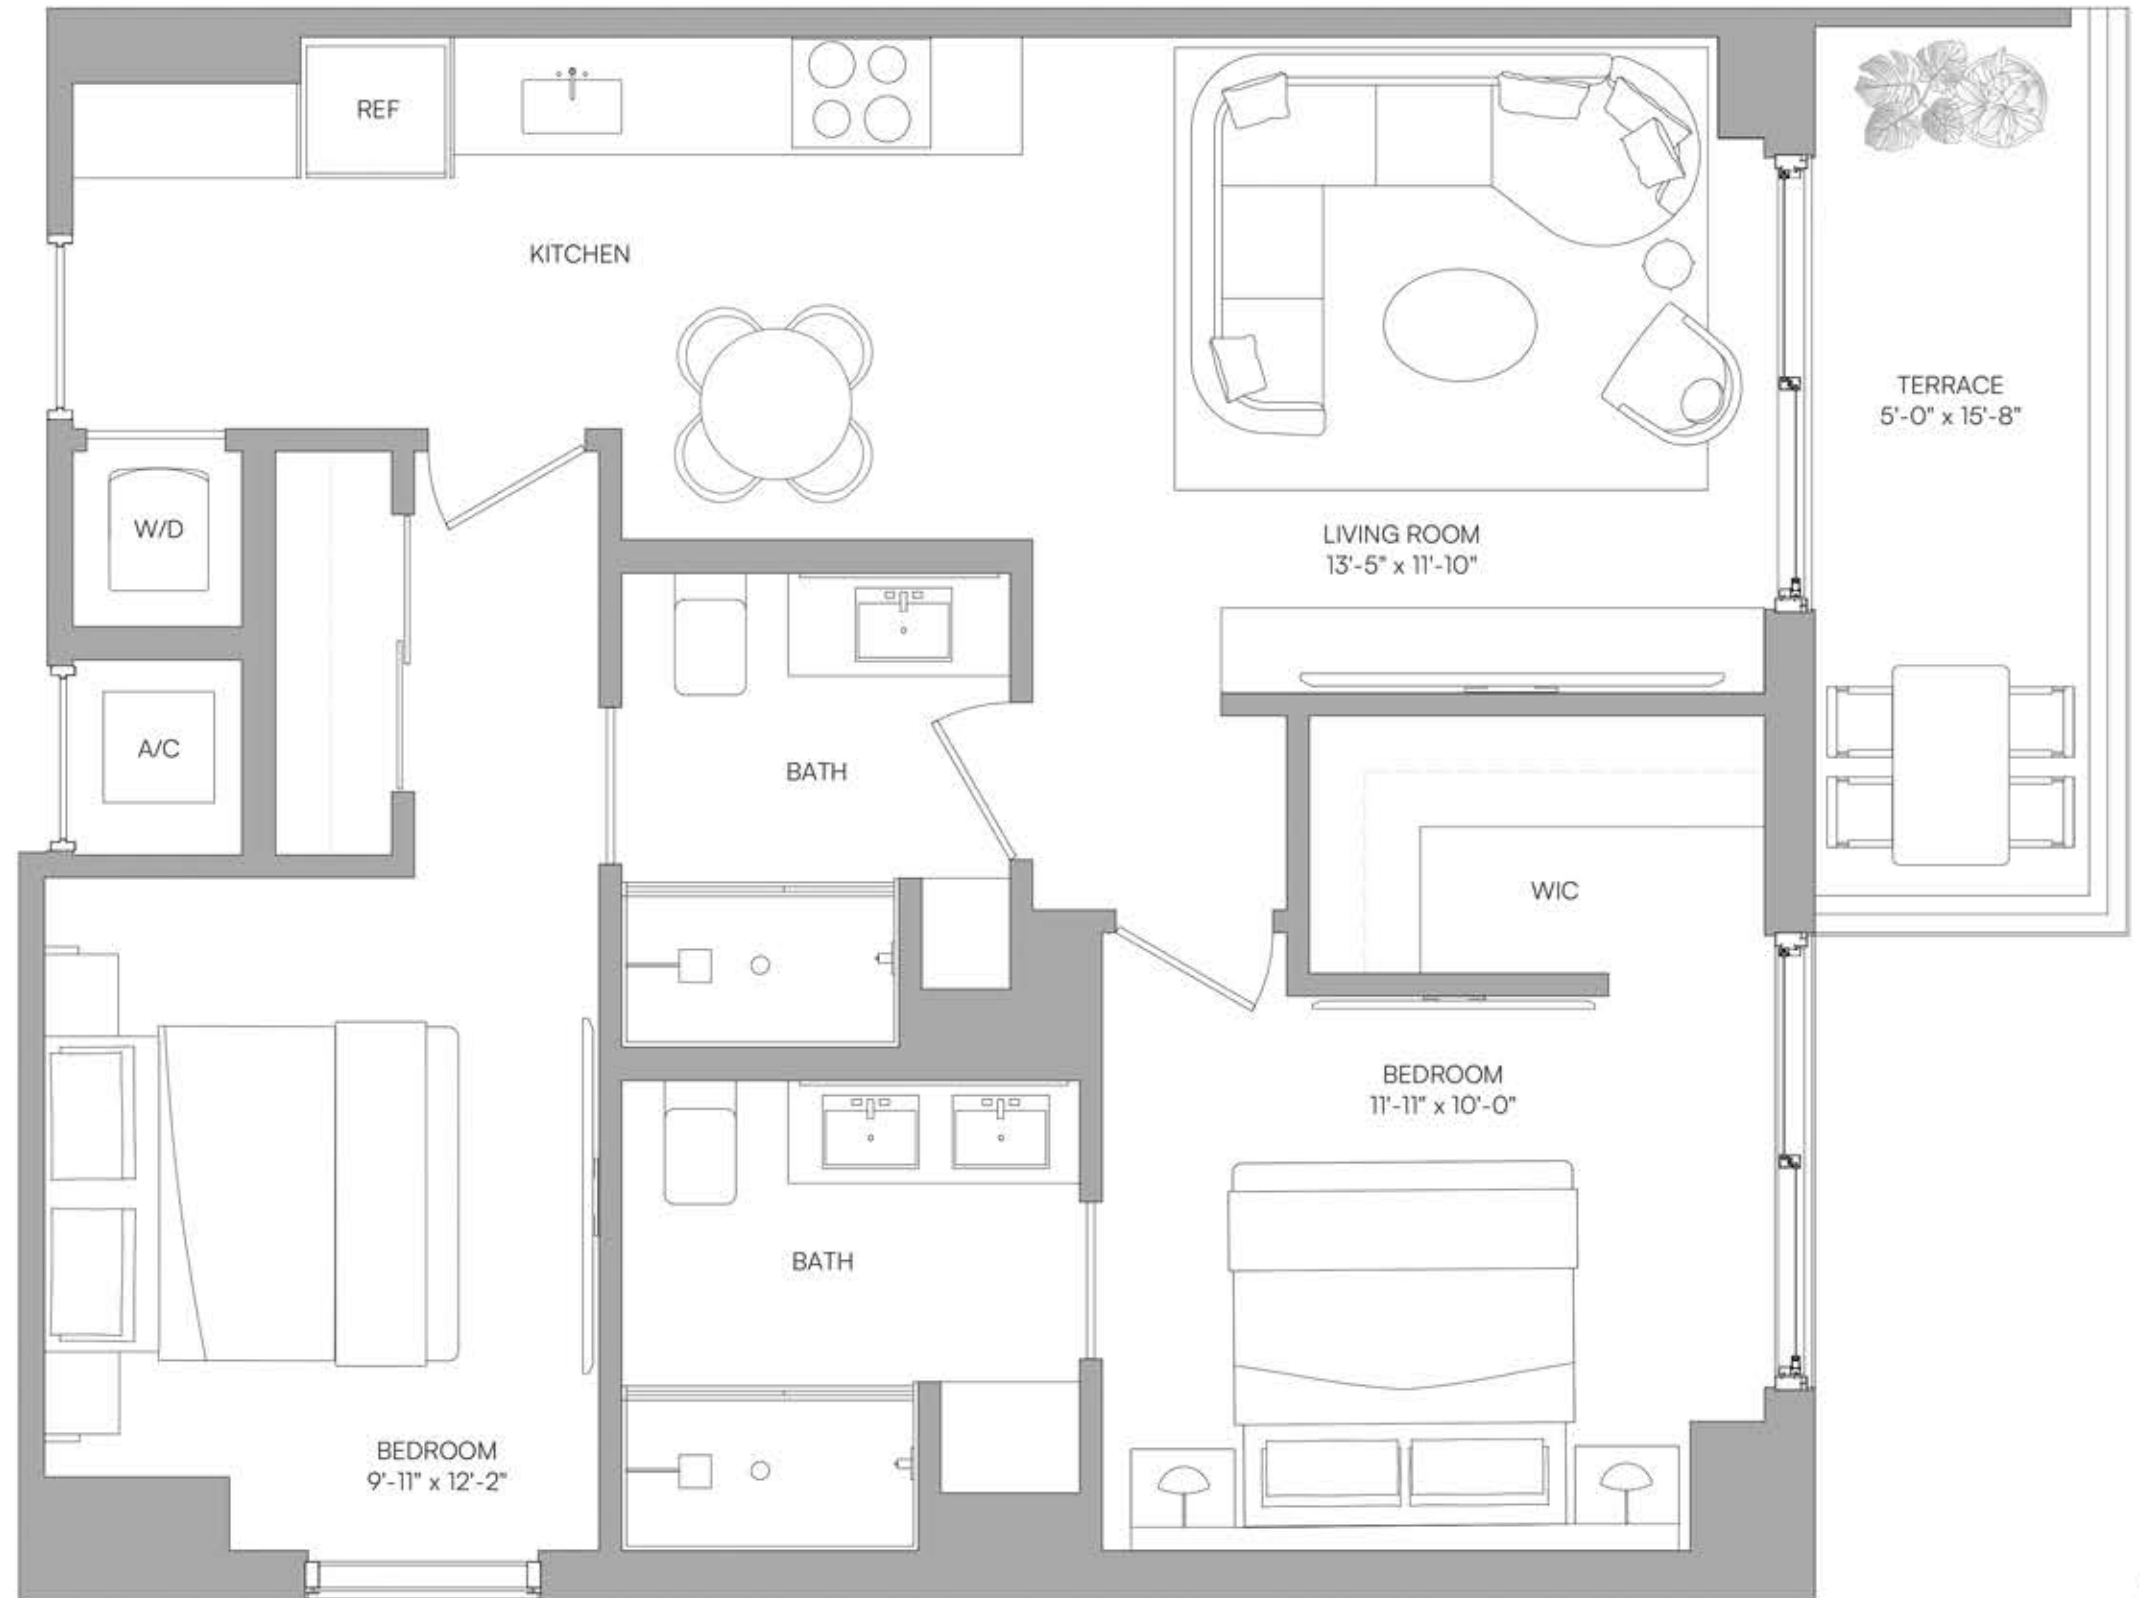 REF
KITCHEN
TERRACE
5'-0" x 15'-8"
W/D
LIVING ROOM
13'-5" x 11'-10"
A/C
BATH
WIC
BEDROOM
11'-11" x 10'-0"
BATH
BEDROOM
9'-11" x 12'-2"